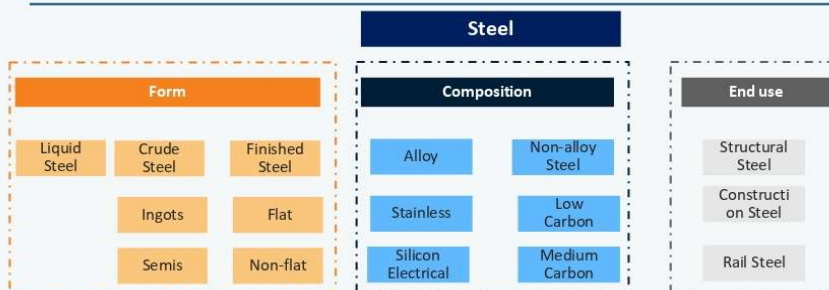 Steel
Form
Composition
End use
Liquid
Steel
Crude
Steel
Finished
Steel
Ingots
Flat
Semis
Non-flat
Alloy
Non-alloy
Steel
Stainless
Low
Carbon
Silicon
Electrical
Medium
Carbon
Structural
Steel
Constructi
on Steel
Rail Steel